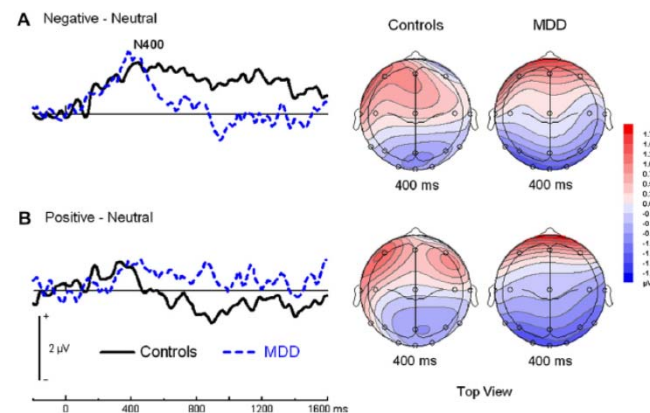 A Negative - Neutral
N400
Controls MDD
400 ms 400 ms
B Positive - Neutral
+
2 µV
–
Controls MDD
0 400 800 1200 1600 ms
400 ms 400 ms
Top View
µV